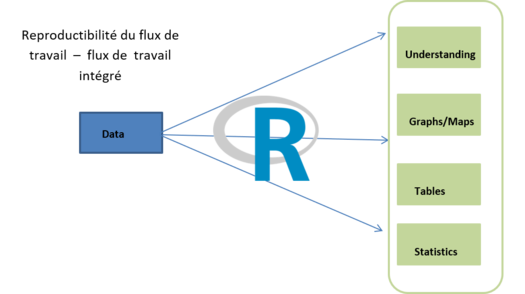 Reproductibilité du flux de
travail – flux de travail
intégré
Data
R
Understanding
Graphs/Maps
Tables
Statistics